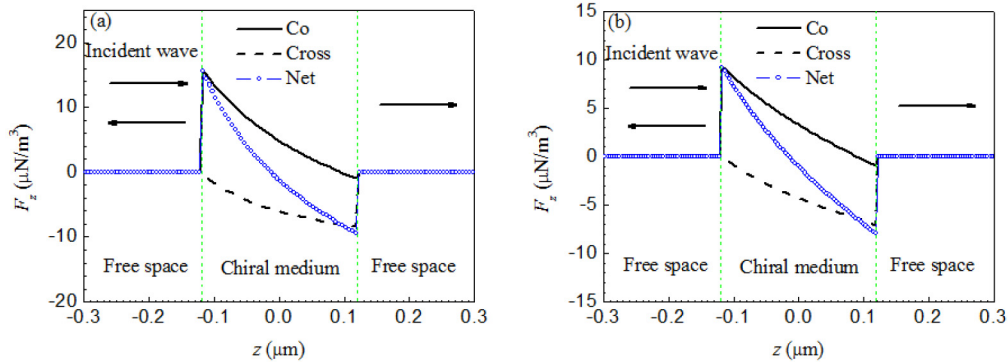 (a)
Co
Cross
Net
Incident wave
20
10
0
-10
-20
Fz (μN/m3)
Free space
Chiral medium
Free space
-0.3
-0.2
-0.1
0.0
0.1
0.2
0.3
z (μm)
(b)
Co
Cross
Net
Incident wave
15
10
5
0
-5
-10
-15
Fz (μN/m3)
Free space
Chiral medium
Free space
-0.3
-0.2
-0.1
0.0
0.1
0.2
0.3
z (μm)